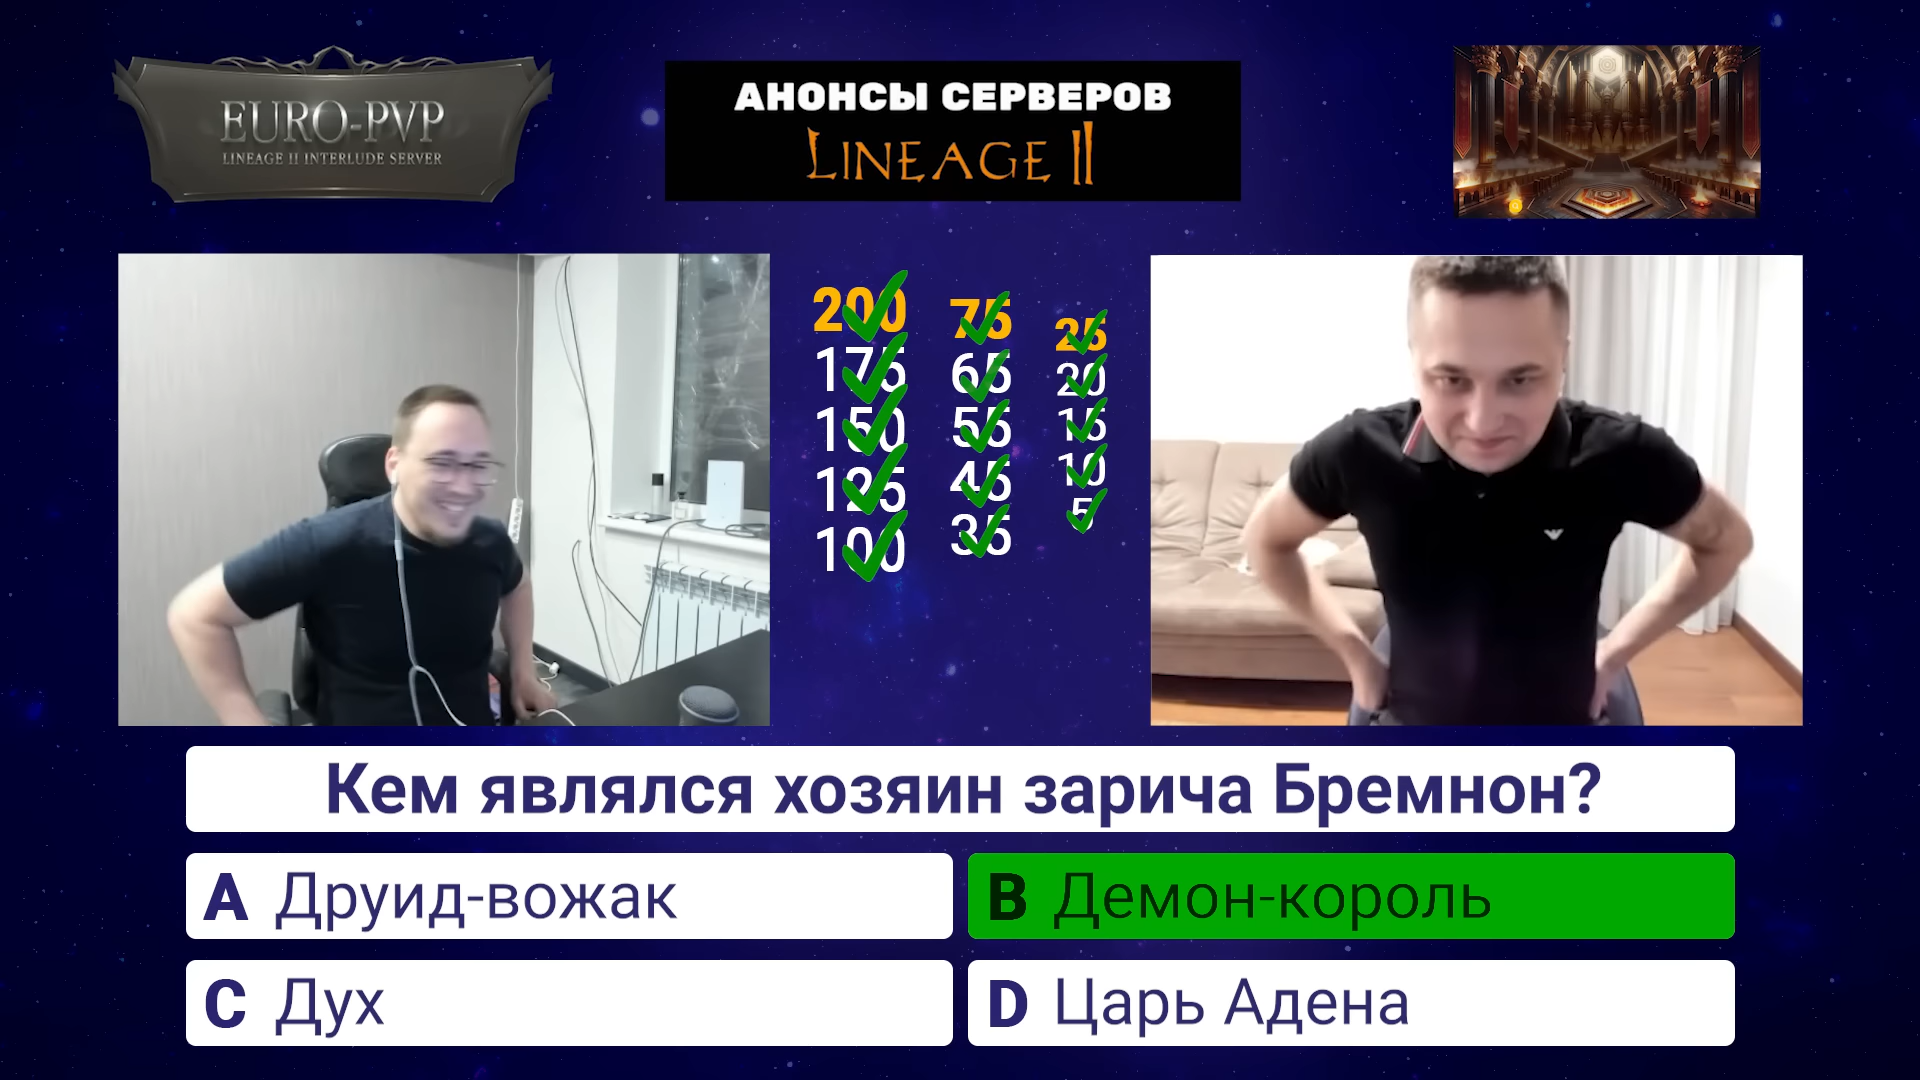 EURO-PVP
LINEAGE II INTERLUDE SERVER
АНОНСЫ СЕРВЕРОВ
LINEAGE II
200 75 25
175 65 20
150 55 15
125 45 10
100 35 5
Кем являлся хозяин зарича Бремнон?
A Друид-вожак
B Демон-король
C Дух
D Царь Адена